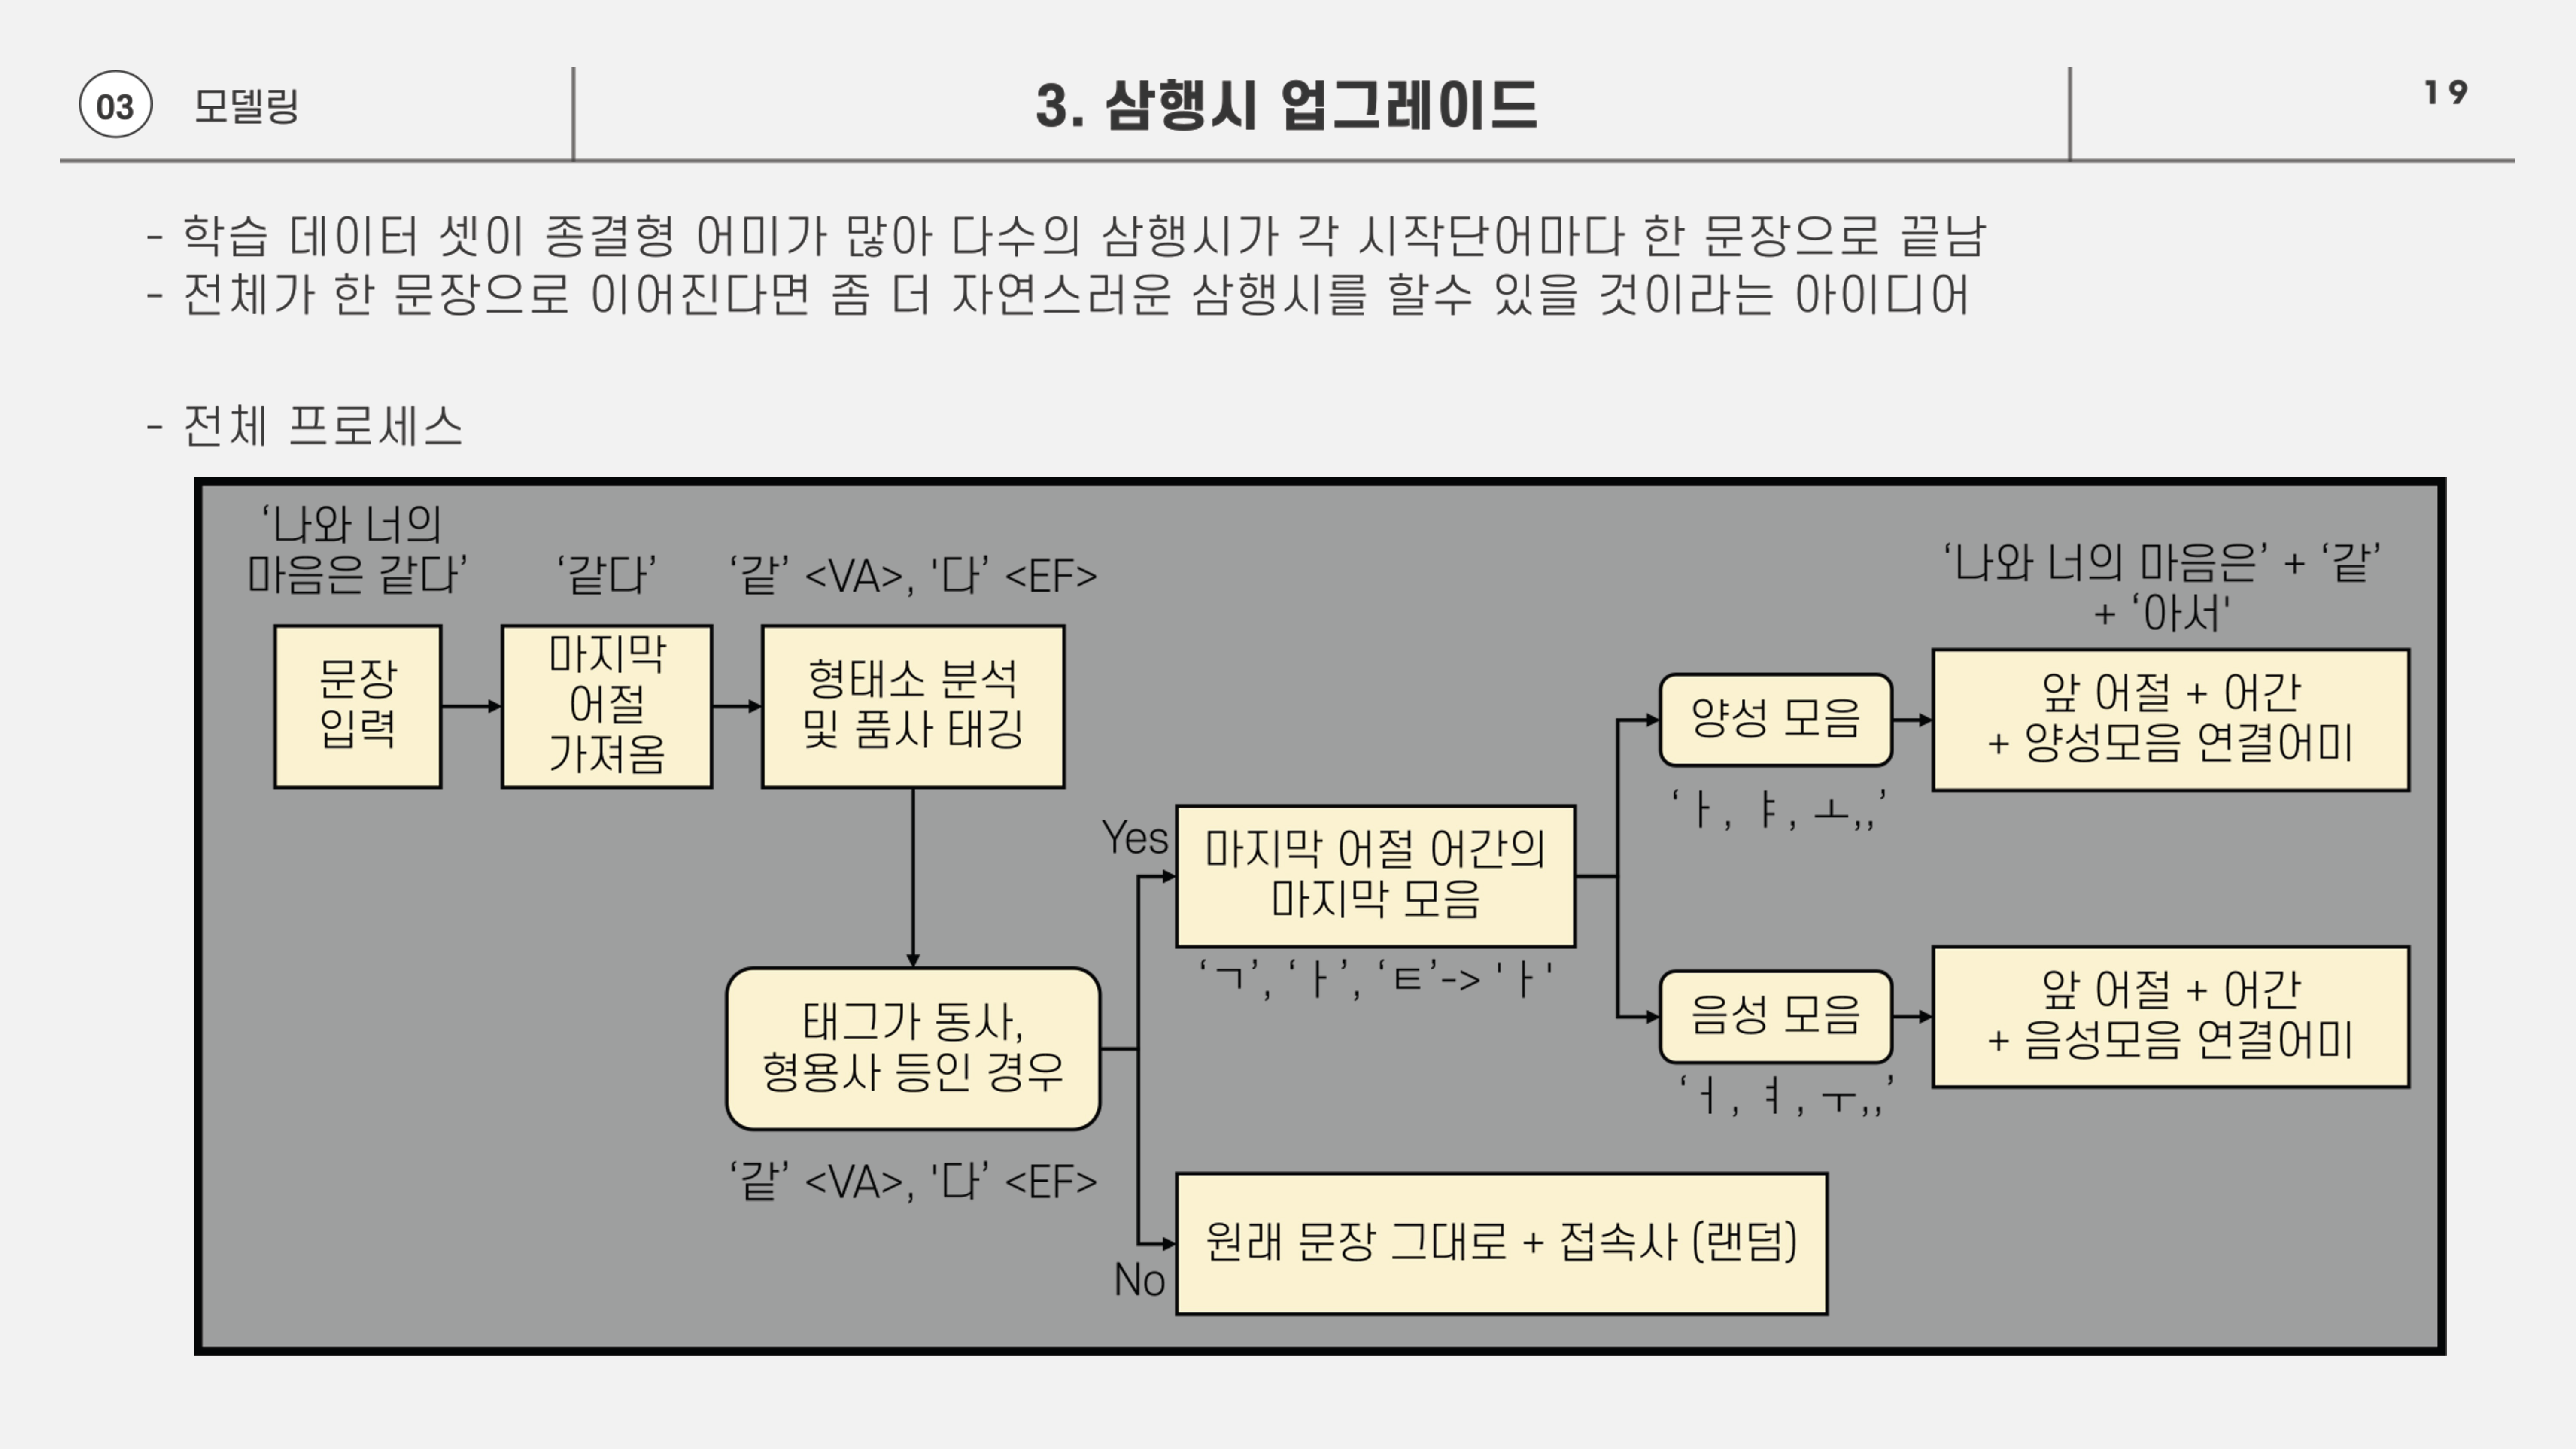 03 모델링
3. 삼행시 업그레이드
19
- 학습 데이터 셋이 종결형 어미가 많아 다수의 삼행시가 각 시작단어마다 한 문장으로 끝남
- 전체가 한 문장으로 이어진다면 좀 더 자연스러운 삼행시를 할수 있을 것이라는 아이디어
- 전체 프로세스
‘나와 너의
마음은 같다’
‘같다’
‘같’ <VA>, '다’ <EF>
‘나와 너의 마음은’ + ‘같’
+ ‘아서'
문장
입력
마지막
어절
가져옴
형태소 분석
및 품사 태깅
양성 모음
앞 어절 + 어간
+ 양성모음 연결어미
‘ㅏ, ㅑ, ㅗ,,’
Yes
마지막 어절 어간의
마지막 모음
‘ㄱ’, ‘ㅏ’, ‘ㅌ’-> 'ㅏ'
태그가 동사,
형용사 등인 경우
음성 모음
앞 어절 + 어간
+ 음성모음 연결어미
‘ㅓ, ㅕ, ㅜ,,’
‘같’ <VA>, '다’ <EF>
원래 문장 그대로 + 접속사 (랜덤)
No